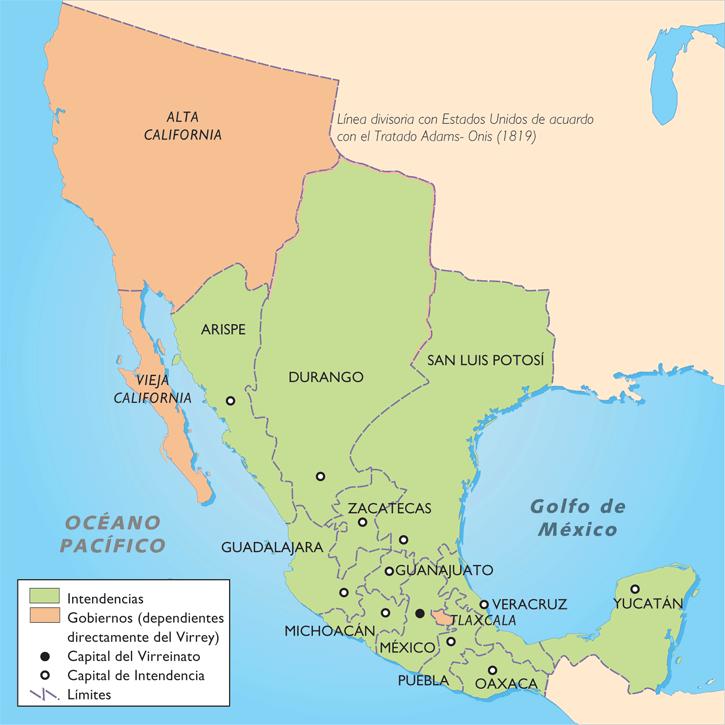 ALTA
CALIFORNIA
Línea divisoria con Estados Unidos de acuerdo
con el Tratado Adams- Onis (1819)
ARISPE
DURANGO
SAN LUIS POTOSÍ
VIEJA
CALIFORNIA
ZACATECAS
Golfo de
México
OCÉANO
PACÍFICO
GUADALAJARA
GUANAJUATO
VERACRUZ
YUCATÁN
TLAXCALA
MICHOACÁN
MÉXICO
PUEBLA
OAXACA
Intendencias
Gobiernos (dependientes
directamente del Virrey)
Capital del Virreinato
Capital de Intendencia
Límites